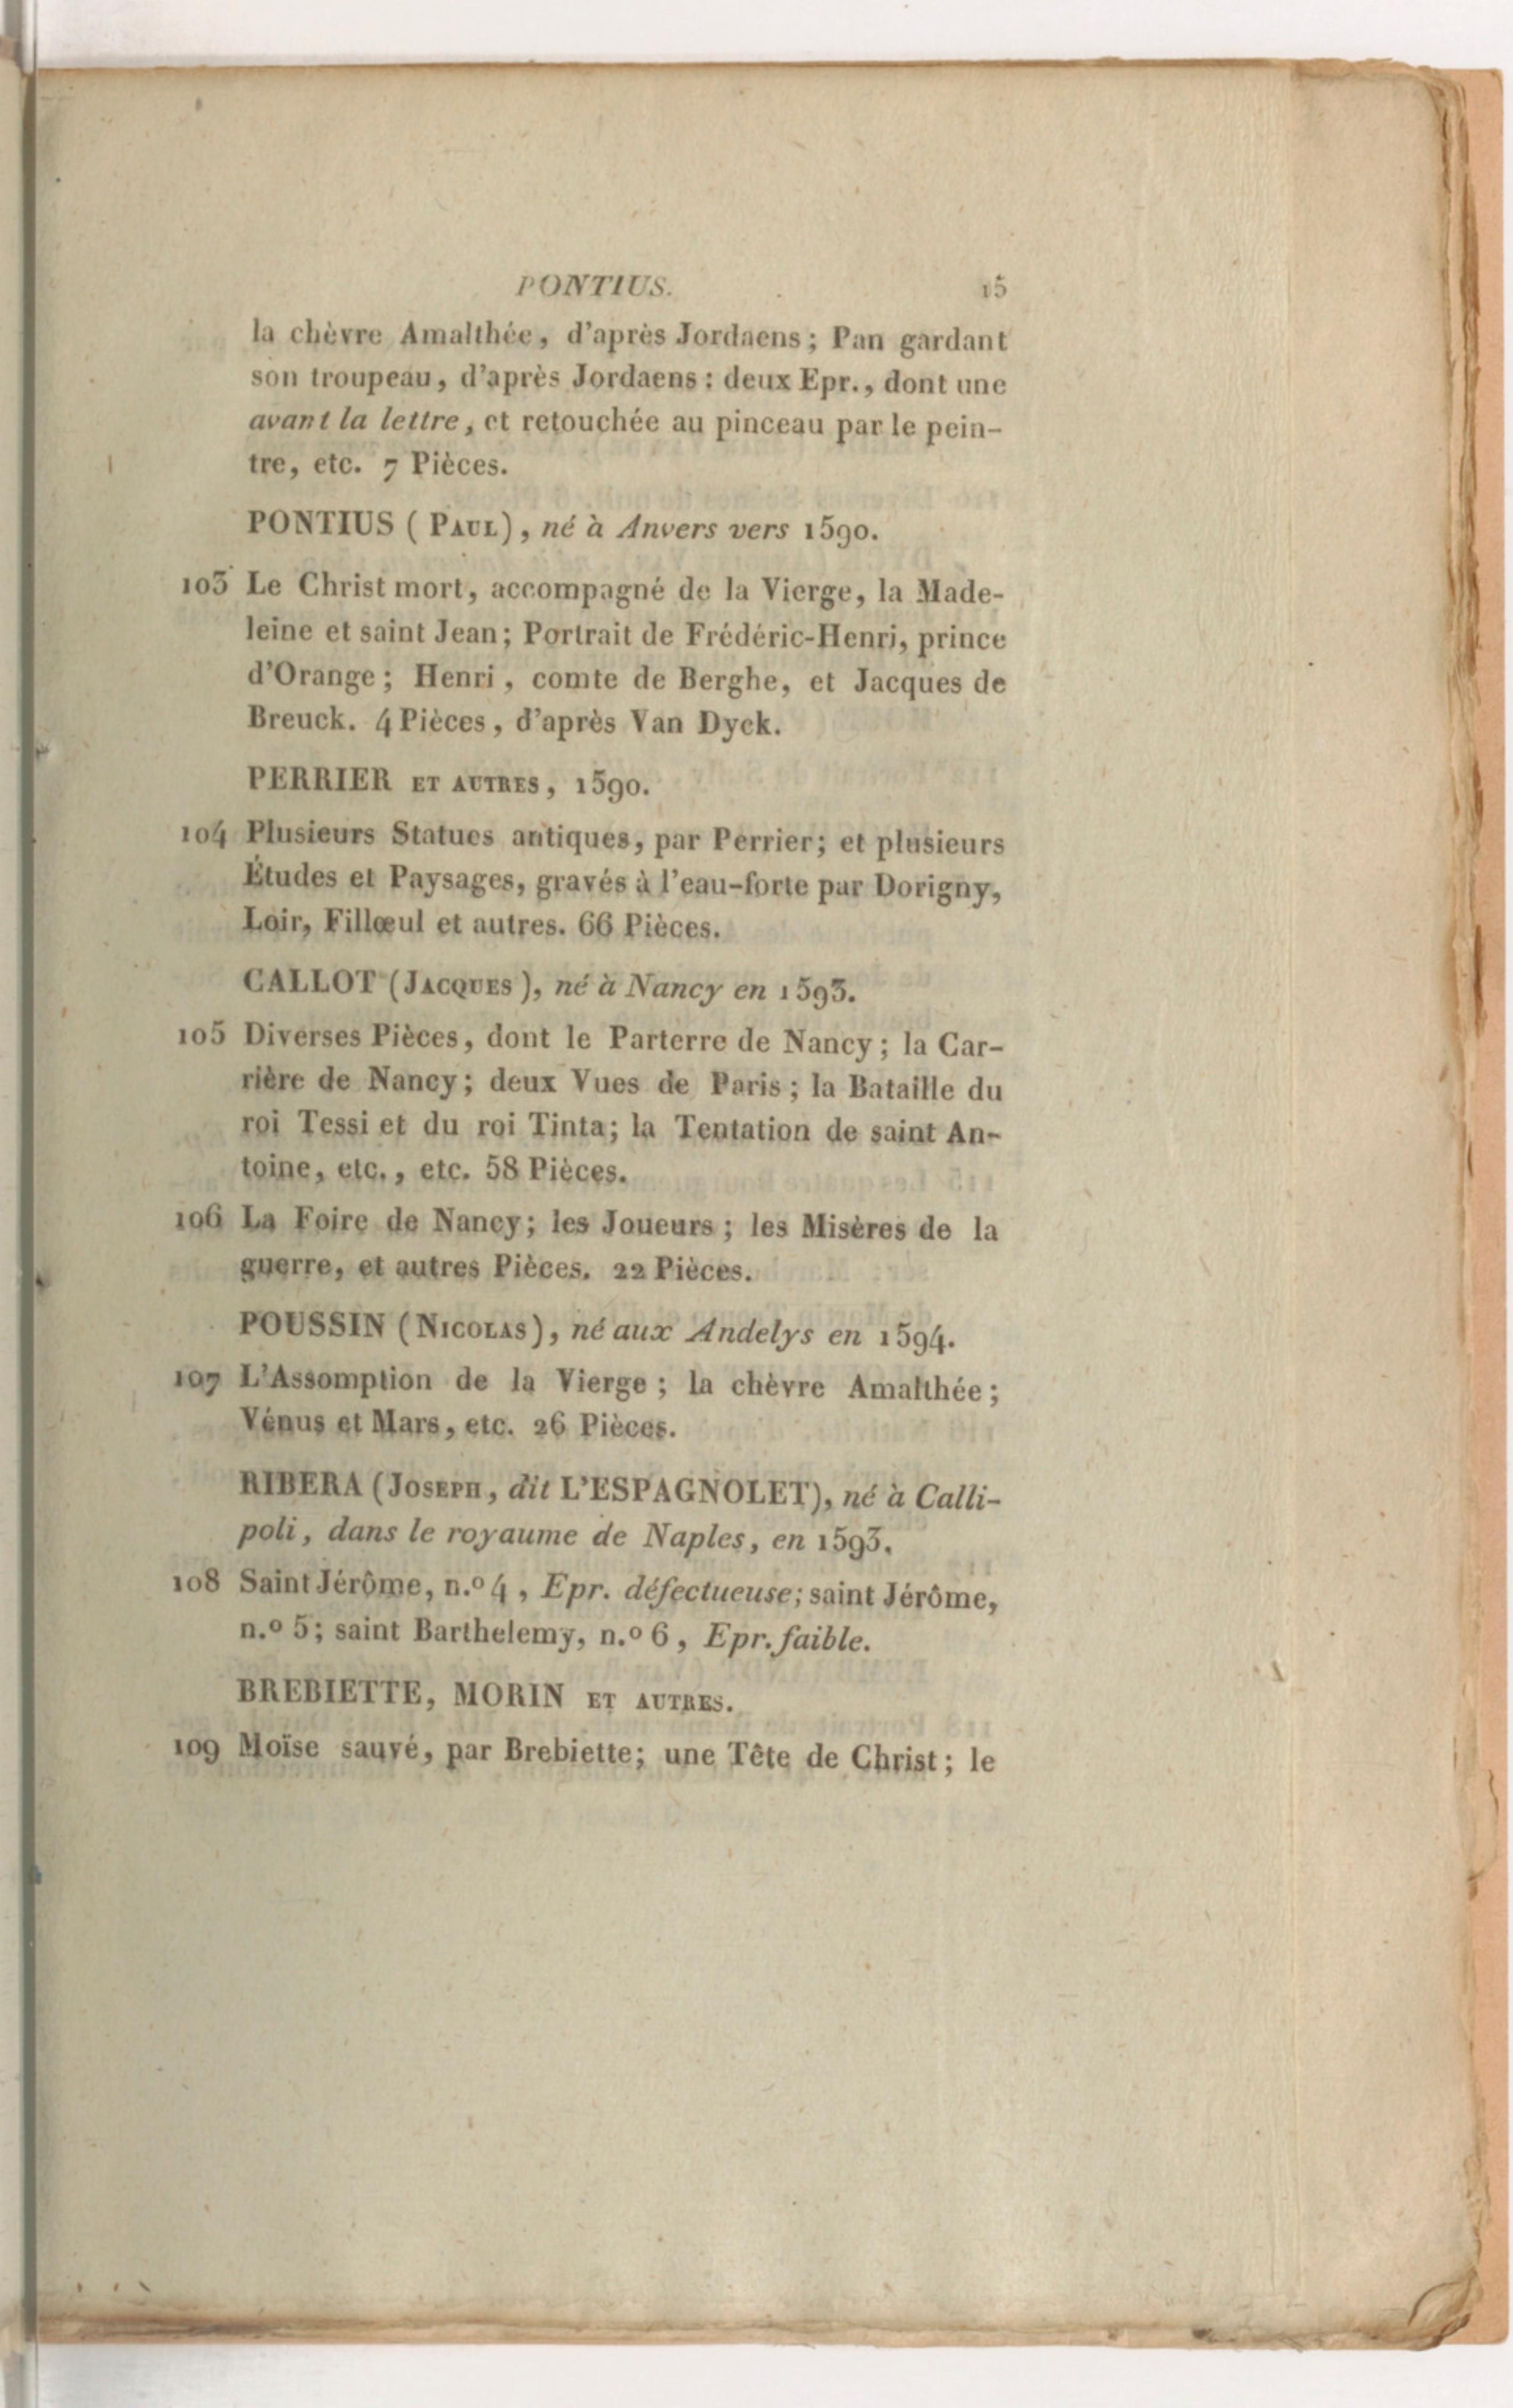 PONTIUS. 15
la chèvre Amalthée, d'après Jordaens; Pan gardant
son troupeau, d'après Jordaens: deux Epr., dont une
avant la lettre, et retouchée au pinceau par le pein-
tre, etc. 7 Pièces.
PONTIUS (PAUL), né à Anvers vers 1590.
103 Le Christ mort, accompagné de la Vierge, la Made-
leine et saint Jean; Portrait de Frédéric-Henri, prince
d'Orange; Henri, comte de Berghe, et Jacques de
Breuck. 4 Pièces, d'après Van Dyck.
PERRIER ET AUTRES, 1590.
104 Plusieurs Statues antiques, par Perrier; et plusieurs
Études et Paysages, gravés à l'eau-forte par Dorigny,
Loir, Fillœul et autres. 66 Pièces.
CALLOT (JACQUES), né à Nancy en 1593.
105 Diverses Pièces, dont le Parterre de Nancy; la Car-
rière de Nancy; deux Vues de Paris; la Bataille du
roi Tessi et du roi Tinta; la Tentation de saint An-
toine, etc., etc. 58 Pièces.
106 La Foire de Nancy; les Joueurs; les Misères de la
guerre, et autres Pièces. 22 Pièces.
POUSSIN (NICOLAS), né aux Andelys en 1594.
107 L'Assomption de la Vierge; la chèvre Amalthée;
Vénus et Mars, etc. 26 Pièces.
RIBERA (JOSEPH, dit L'ESPAGNOLET), né à Calli-
poli, dans le royaume de Naples, en 1593.
108 Saint Jérôme, n.º 4, Epr. défectueuse; saint Jérôme,
n.º 5; saint Barthelemy, n.º 6, Epr. faible.
BREBIETTE, MORIN ET AUTRES.
109 Moïse sauvé, par Brebiette; une Tête de Christ; le